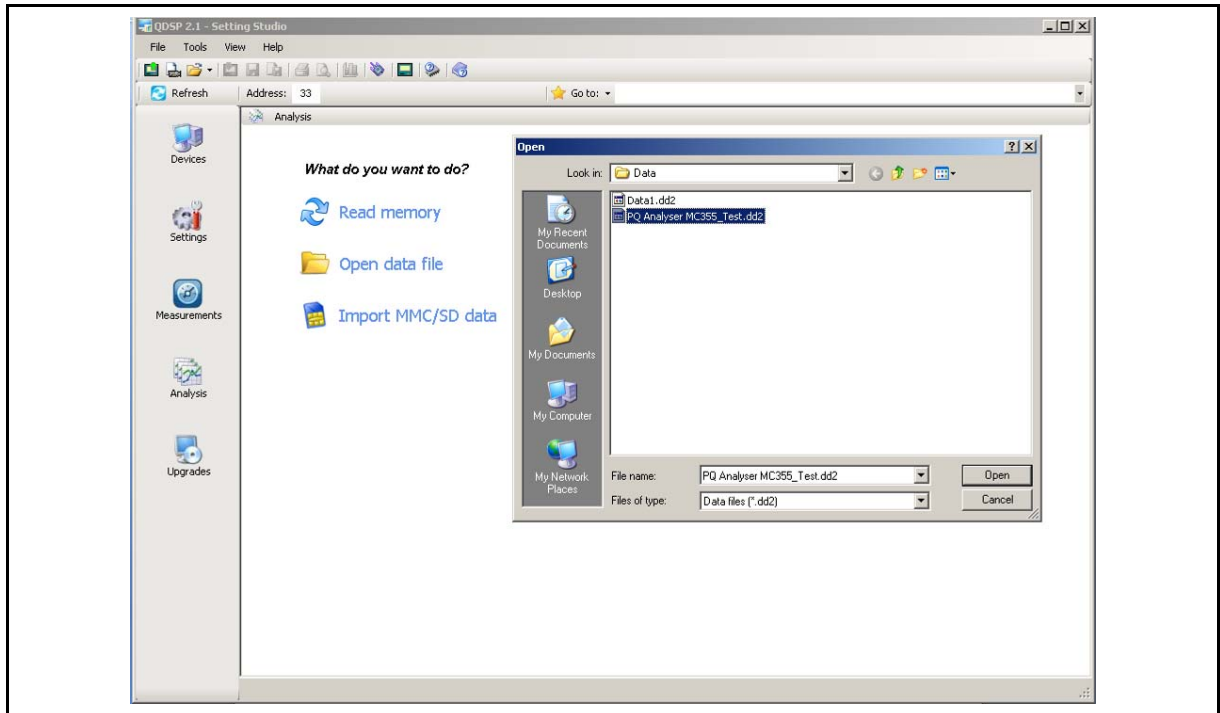 QDSP 2.1 - Setting Studio
File Tools View Help
Refresh Address: 33 Go to:
Analysis
Devices
Settings
Measurements
Analysis
Upgrades
What do you want to do?
Read memory
Open data file
Import MMC/SD data
Open
Look in: Data
My Recent
Documents
Desktop
My Documents
My Computer
My Network
Places
Data1.dd2
PQ Analyser MC355_Test.dd2
File name: PQ Analyser MC355_Test.dd2 Open
Files of type: Data files (*.dd2) Cancel